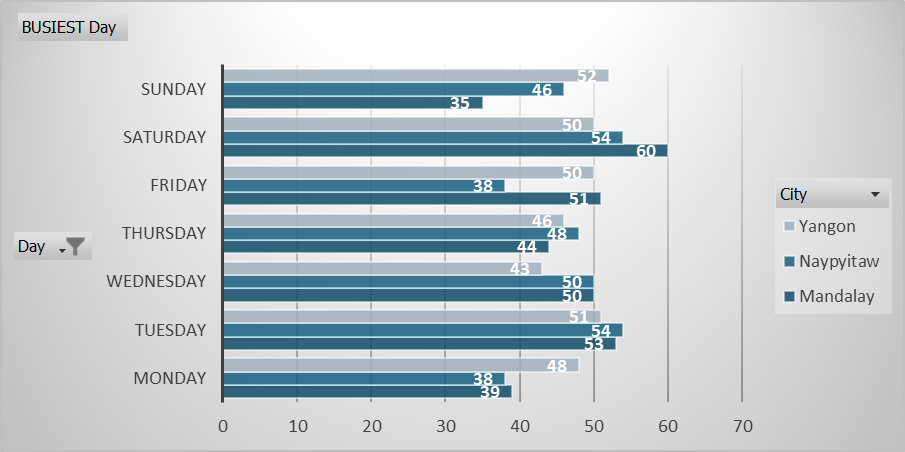 BUSIEST Day
SUNDAY
52
46
35
SATURDAY
50
54
60
FRIDAY
50
38
51
THURSDAY
46
48
44
WEDNESDAY
43
50
50
TUESDAY
51
54
53
MONDAY
48
38
39
0 10 20 30 40 50 60 70
Day
City
Yangon
Naypyitaw
Mandalay